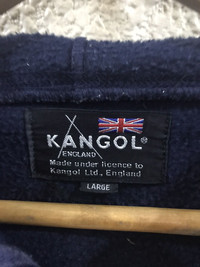 KANGOL®
ENGLAND
Made under licence to
Kangol Ltd., England
LARGE